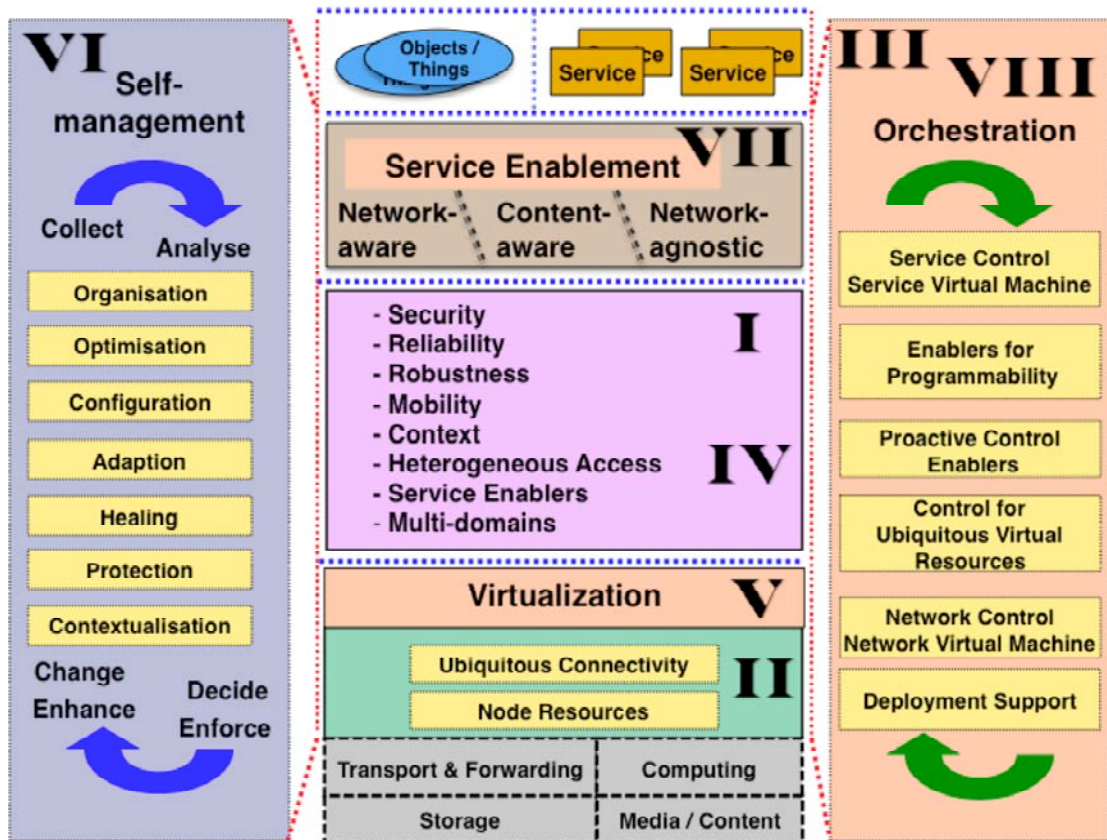 VI
Self-
management
Collect
Analyse
Organisation
Optimisation
Configuration
Adaption
Healing
Protection
Contextualisation
Change
Enhance
Decide
Enforce
Objects /
Things
Service
Service
Service Enablement
VII
Network-
aware
Content-
aware
Network-
agnostic
- Security
- Reliability
- Robustness
- Mobility
- Context
- Heterogeneous Access
- Service Enablers
- Multi-domains
I
IV
Virtualization
V
Ubiquitous Connectivity
Node Resources
II
Transport & Forwarding
Computing
Storage
Media / Content
III
VIII
Orchestration
Service Control
Service Virtual Machine
Enablers for
Programmability
Proactive Control
Enablers
Control for
Ubiquitous Virtual
Resources
Network Control
Network Virtual Machine
Deployment Support